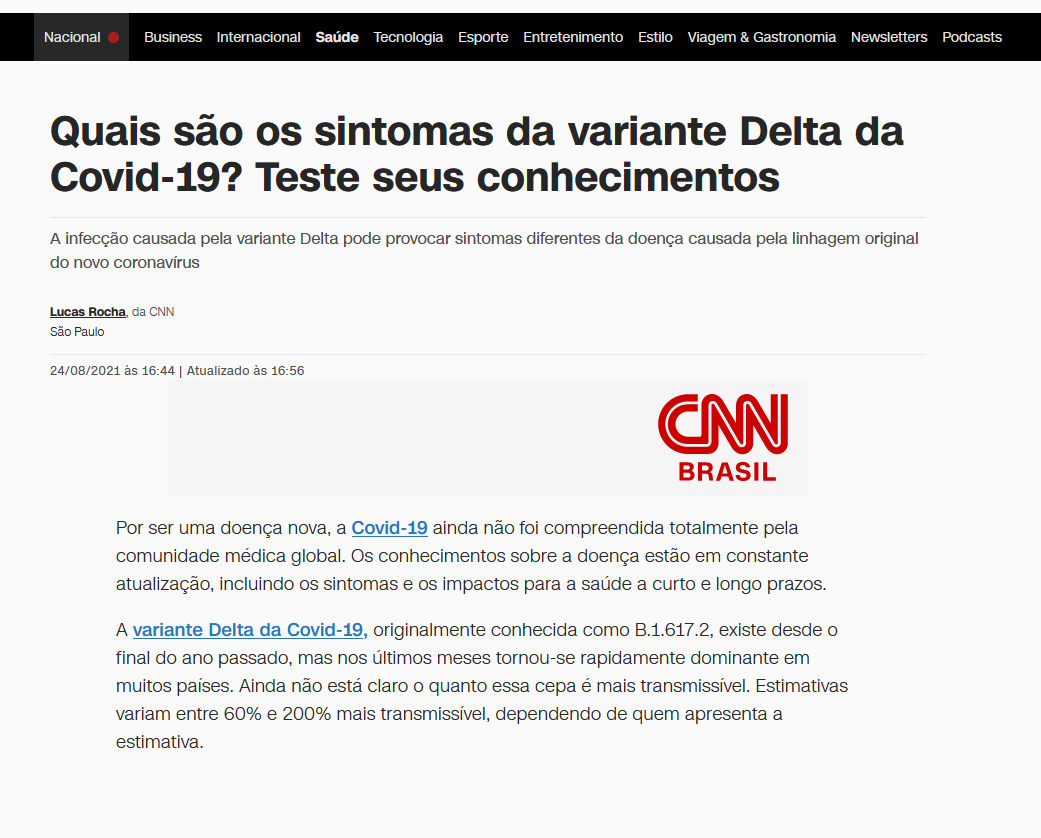 Nacional Business Internacional Saúde Tecnologia Esporte Entretenimento Estilo Viagem & Gastronomia Newsletters Podcasts
Quais são os sintomas da variante Delta da
Covid-19? Teste seus conhecimentos
A infecção causada pela variante Delta pode provocar sintomas diferentes da doença causada pela linhagem original
do novo coronavírus
Lucas Rocha, da CNN
São Paulo
24/08/2021 às 16:44 | Atualizado às 16:56
CNN
BRASIL
Por ser uma doença nova, a Covid-19 ainda não foi compreendida totalmente pela
comunidade médica global. Os conhecimentos sobre a doença estão em constante
atualização, incluindo os sintomas e os impactos para a saúde a curto e longo prazos.
A variante Delta da Covid-19, originalmente conhecida como B.1.617.2, existe desde o
final do ano passado, mas nos últimos meses tornou-se rapidamente dominante em
muitos países. Ainda não está claro o quanto essa cepa é mais transmissível. Estimativas
variam entre 60% e 200% mais transmissível, dependendo de quem apresenta a
estimativa.